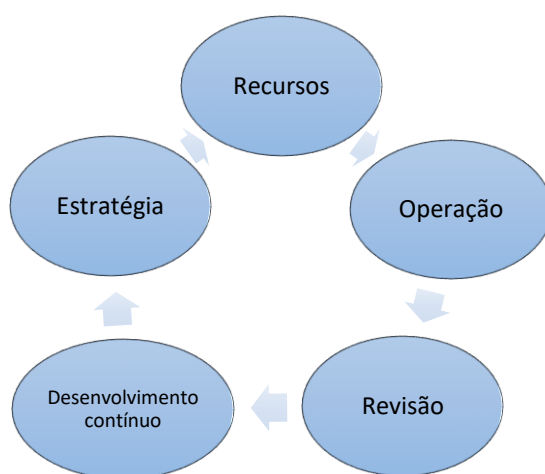 Recursos
Estratégia
Operação
Desenvolvimento
contínuo
Revisão